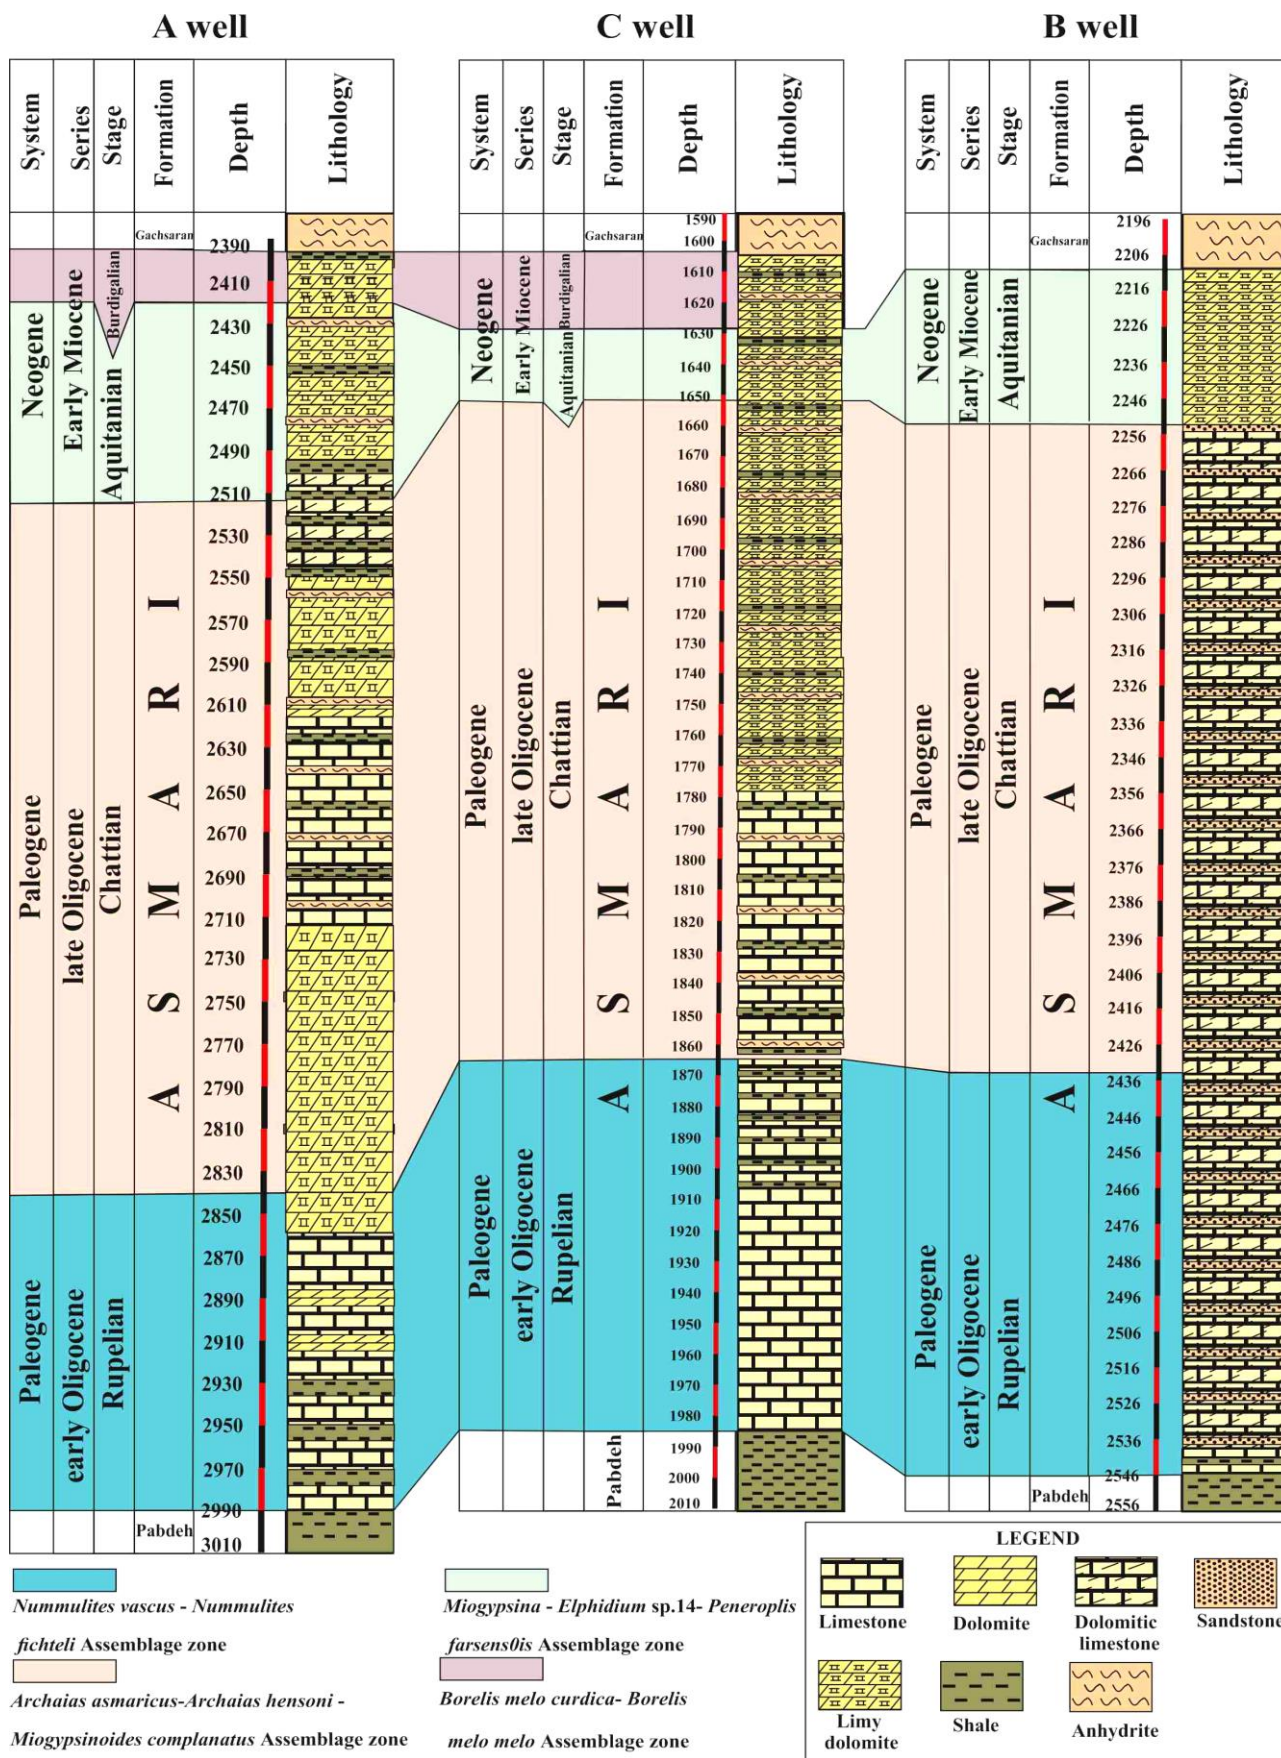 A well
C well
B well
System
Series
Stage
Formation
Depth
Lithology
System
Series
Stage
Formation
Depth
Lithology
System
Series
Stage
Formation
Depth
Lithology
Gachsaran
Neogene
Early Miocene
Burdigalian
Aquitanian
Paleogene
late Oligocene
Chattian
ASMARI
Paleogene
early Oligocene
Rupelian
Pabdeh
2390
2410
2430
2450
2470
2490
2510
2530
2550
2570
2590
2610
2630
2650
2670
2690
2710
2730
2750
2770
2790
2810
2830
2850
2870
2890
2910
2930
2950
2970
2990
3010
Gachsaran
Neogene
Early Miocene
Burdigalian
Aquitanian
Paleogene
late Oligocene
Chattian
ASMARI
Paleogene
early Oligocene
Rupelian
Pabdeh
1590
1600
1610
1620
1630
1640
1650
1660
1670
1680
1690
1700
1710
1720
1730
1740
1750
1760
1770
1780
1790
1800
1810
1820
1830
1840
1850
1860
1870
1880
1890
1900
1910
1920
1930
1940
1950
1960
1970
1980
1990
2000
2010
Gachsaran
Neogene
Early Miocene
Aquitanian
Paleogene
late Oligocene
Chattian
ASMARI
Paleogene
early Oligocene
Rupelian
Pabdeh
2196
2206
2216
2226
2236
2246
2256
2266
2276
2286
2296
2306
2316
2326
2336
2346
2356
2366
2376
2386
2396
2406
2416
2426
2436
2446
2456
2466
2476
2486
2496
2506
2516
2526
2536
2546
2556
Nummulites vascus - Nummulites
fichteli Assemblage zone
Archaias asmaricus-Archaias hensoni -
Miogypsinoides complanatus Assemblage zone
Miogypsina - Elphidium sp.14- Peneroplis
farsens0is Assemblage zone
Borelis melo curdica- Borelis
melo melo Assemblage zone
LEGEND
Limestone
Dolomite
Dolomitic
limestone
Sandstone
Limy
dolomite
Shale
Anhydrite